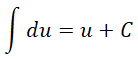 ∫ du = u + C